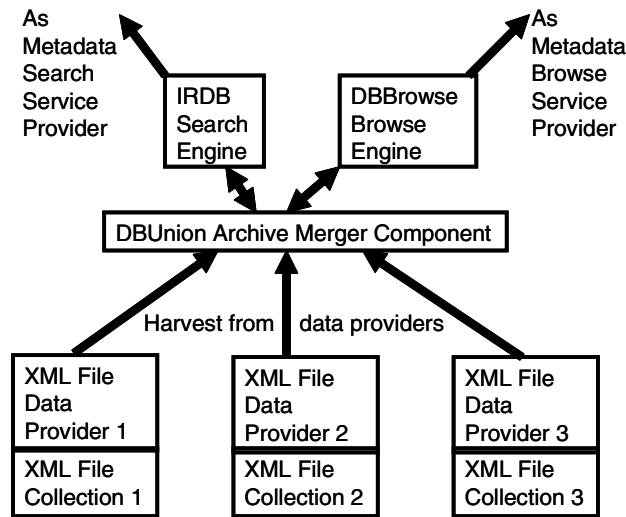 As
Metadata
Search
Service
Provider
IRDB
Search
Engine
DBBrowse
Browse
Engine
As
Metadata
Browse
Service
Provider
DBUnion Archive Merger Component
Harvest from data providers
XML File
Data
Provider 1
XML File
Collection 1
XML File
Data
Provider 2
XML File
Collection 2
XML File
Data
Provider 3
XML File
Collection 3